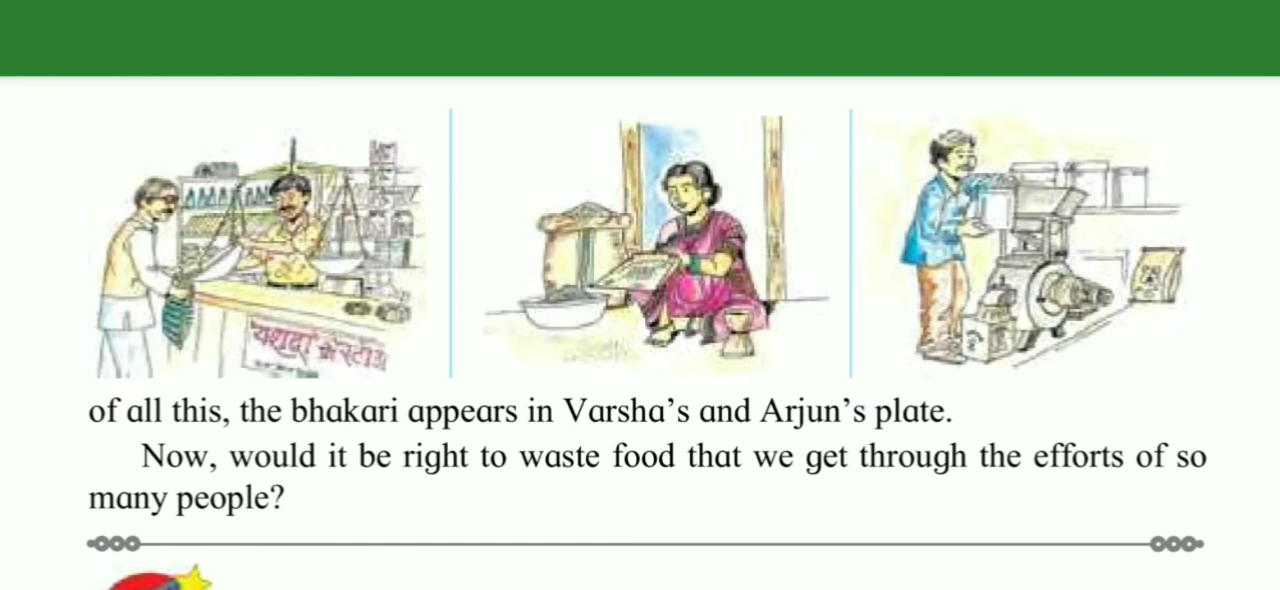 यशदा
of all this, the bhakari appears in Varsha's and Arjun's plate.
Now, would it be right to waste food that we get through the efforts of so
many people?